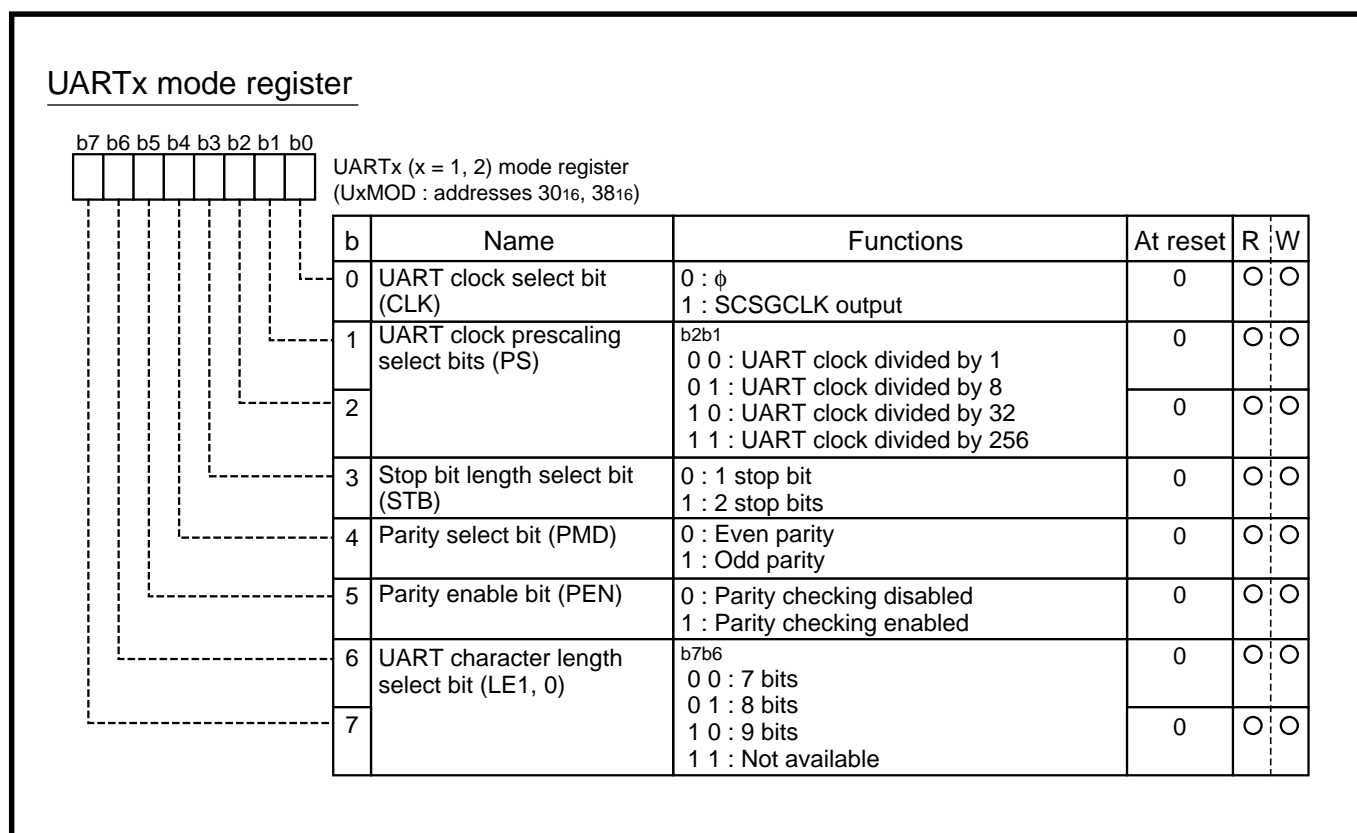 UARTx mode register
b7 b6 b5 b4 b3 b2 b1 b0
UARTx (x = 1, 2) mode register
(UxMOD : addresses 3016, 3816)
b Name Functions At reset R W
0 UART clock select bit 0 : ϕ 0 O O
(CLK) 1 : SCSGCLK output
1 UART clock prescaling b2b1 0 O O
select bits (PS) 0 0 : UART clock divided by 1
0 1 : UART clock divided by 8
2 1 0 : UART clock divided by 32 0 O O
1 1 : UART clock divided by 256
3 Stop bit length select bit 0 : 1 stop bit 0 O O
(STB) 1 : 2 stop bits
4 Parity select bit (PMD) 0 : Even parity 0 O O
1 : Odd parity
5 Parity enable bit (PEN) 0 : Parity checking disabled 0 O O
1 : Parity checking enabled
6 UART character length b7b6 0 O O
select bit (LE1, 0) 0 0 : 7 bits
0 1 : 8 bits
7 1 0 : 9 bits 0 O O
1 1 : Not available